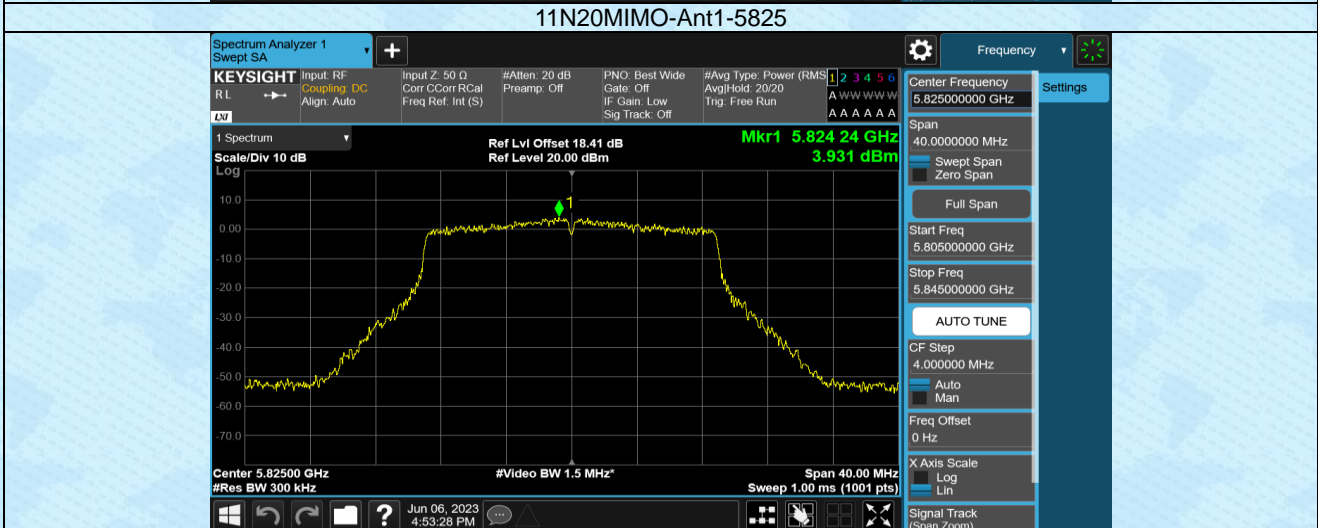 11N20MIMO-Ant1-5825
Spectrum Analyzer 1
Swept SA
Frequency
KEYSIGHT
Input: RF
Input Z: 50 Ω
#Atten: 20 dB
PNO: Best Wide
#Avg Type: Power (RMS
1 2 3 4 5 6
R L
Coupling: DC
Corr CCorr RCal
Preamp: Off
Gate: Off
Avg|Hold: 20/20
A W W W W W
Align: Auto
Freq Ref: Int (S)
IF Gain: Low
Trig: Free Run
LXI
Sig Track: Off
A A A A A A
Center Frequency
5.825000000 GHz
Settings
1 Spectrum
Ref Lvl Offset 18.41 dB
Mkr1 5.824 24 GHz
Scale/Div 10 dB
Ref Level 20.00 dBm
3.931 dBm
Log
10.0
0.00
-10.0
-20.0
-30.0
-40.0
-50.0
-60.0
-70.0
1
Center 5.82500 GHz
#Video BW 1.5 MHz*
Span 40.00 MHz
#Res BW 300 kHz
Sweep 1.00 ms (1001 pts)
Span
40.0000000 MHz
Swept Span
Zero Span
Full Span
Start Freq
5.805000000 GHz
Stop Freq
5.845000000 GHz
AUTO TUNE
CF Step
4.000000 MHz
Auto
Man
Freq Offset
0 Hz
X Axis Scale
Log
Lin
Signal Track
(Span Zoom)
Jun 06, 2023
4:53:28 PM